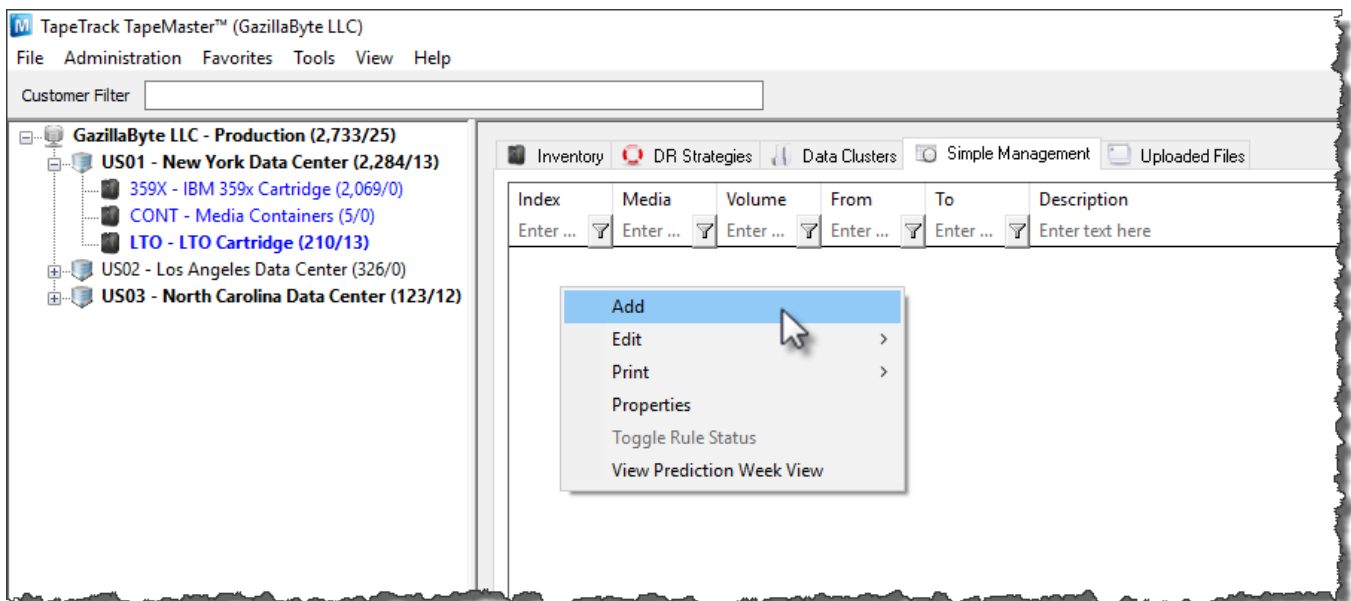 TapeTrack TapeMaster™ (GazillaByte LLC)
File Administration Favorites Tools View Help
Customer Filter
GazillaByte LLC - Production (2,733/25)
US01 - New York Data Center (2,284/13)
359X - IBM 359x Cartridge (2,069/0)
CONT - Media Containers (5/0)
LTO - LTO Cartridge (210/13)
US02 - Los Angeles Data Center (326/0)
US03 - North Carolina Data Center (123/12)
Inventory DR Strategies Data Clusters Simple Management Uploaded Files
Index Media Volume From To Description
Enter ... Enter ... Enter ... Enter ... Enter ... Enter text here
Add
Edit
Print
Properties
Toggle Rule Status
View Prediction Week View